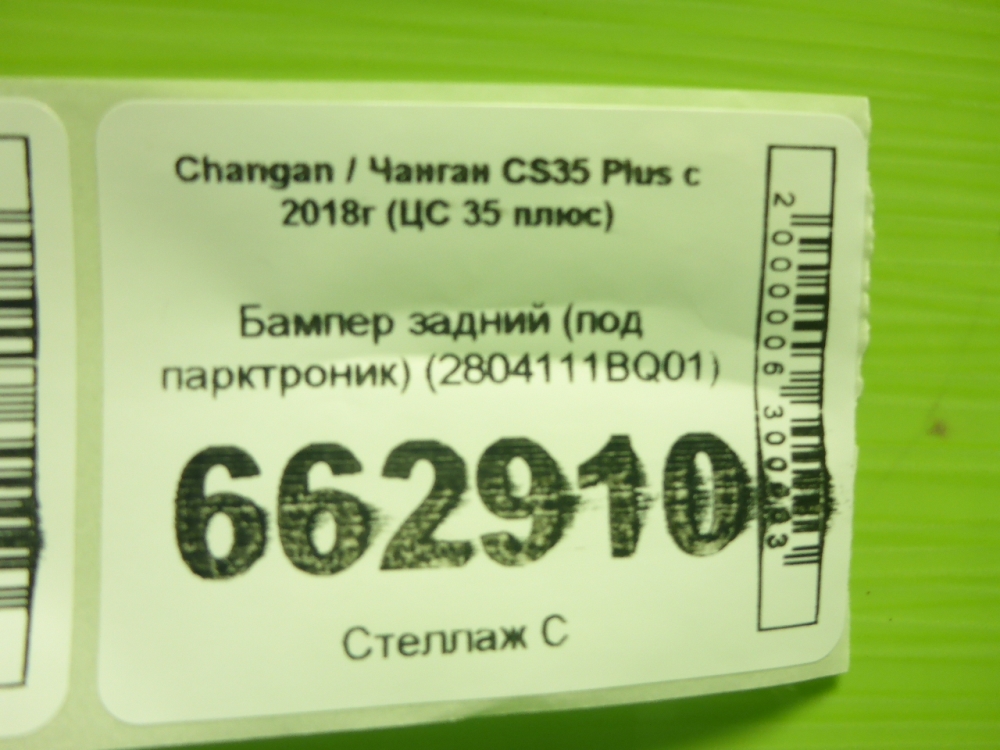 Changan / Чанган CS35 Plus с
2018г (ЦС 35 плюс)
Бампер задний (под
парктроник) (2804111BQ01)
662910
Стеллаж С